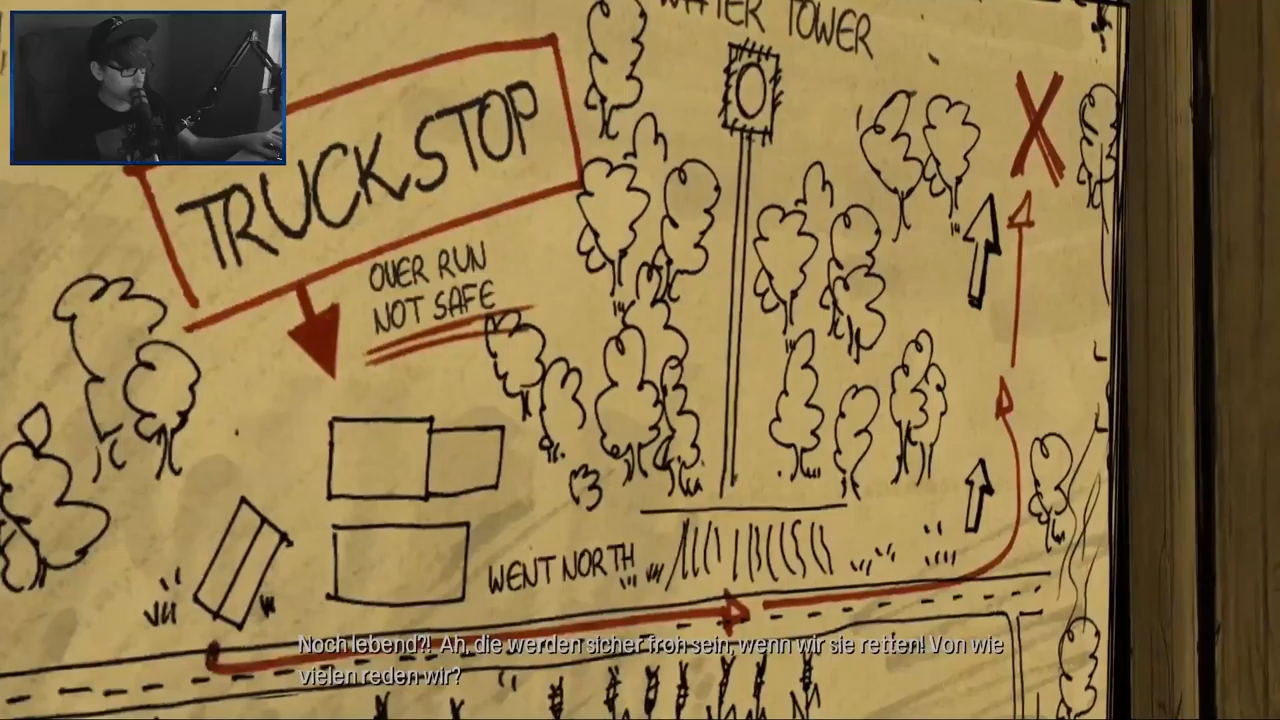 WATER TOWER
TRUCK STOP
OVER RUN
NOT SAFE
WENT NORTH
Noch lebend?! Ah, die werden sicher froh sein, wenn wir sie retten! Von wie
vielen reden wir?